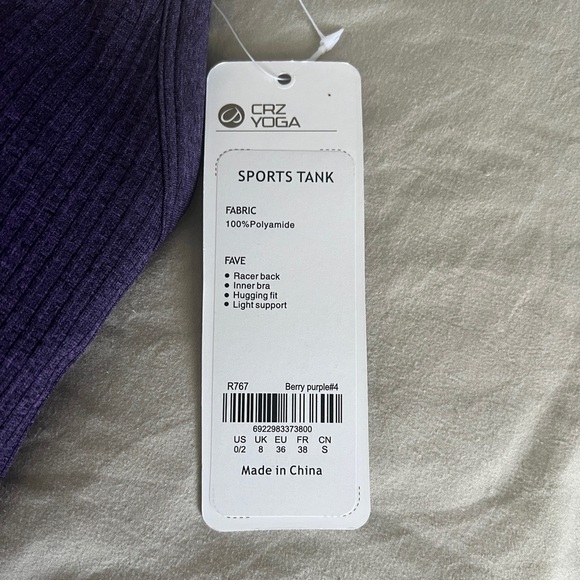 CRZ
YOGA
SPORTS TANK
FABRIC
100%Polyamide
FAVE
• Racer back
• Inner bra
• Hugging fit
• Light support
R767 Berry purple#4
6922983373800
US UK EU FR CN
0/2 8 36 38 S
Made in China